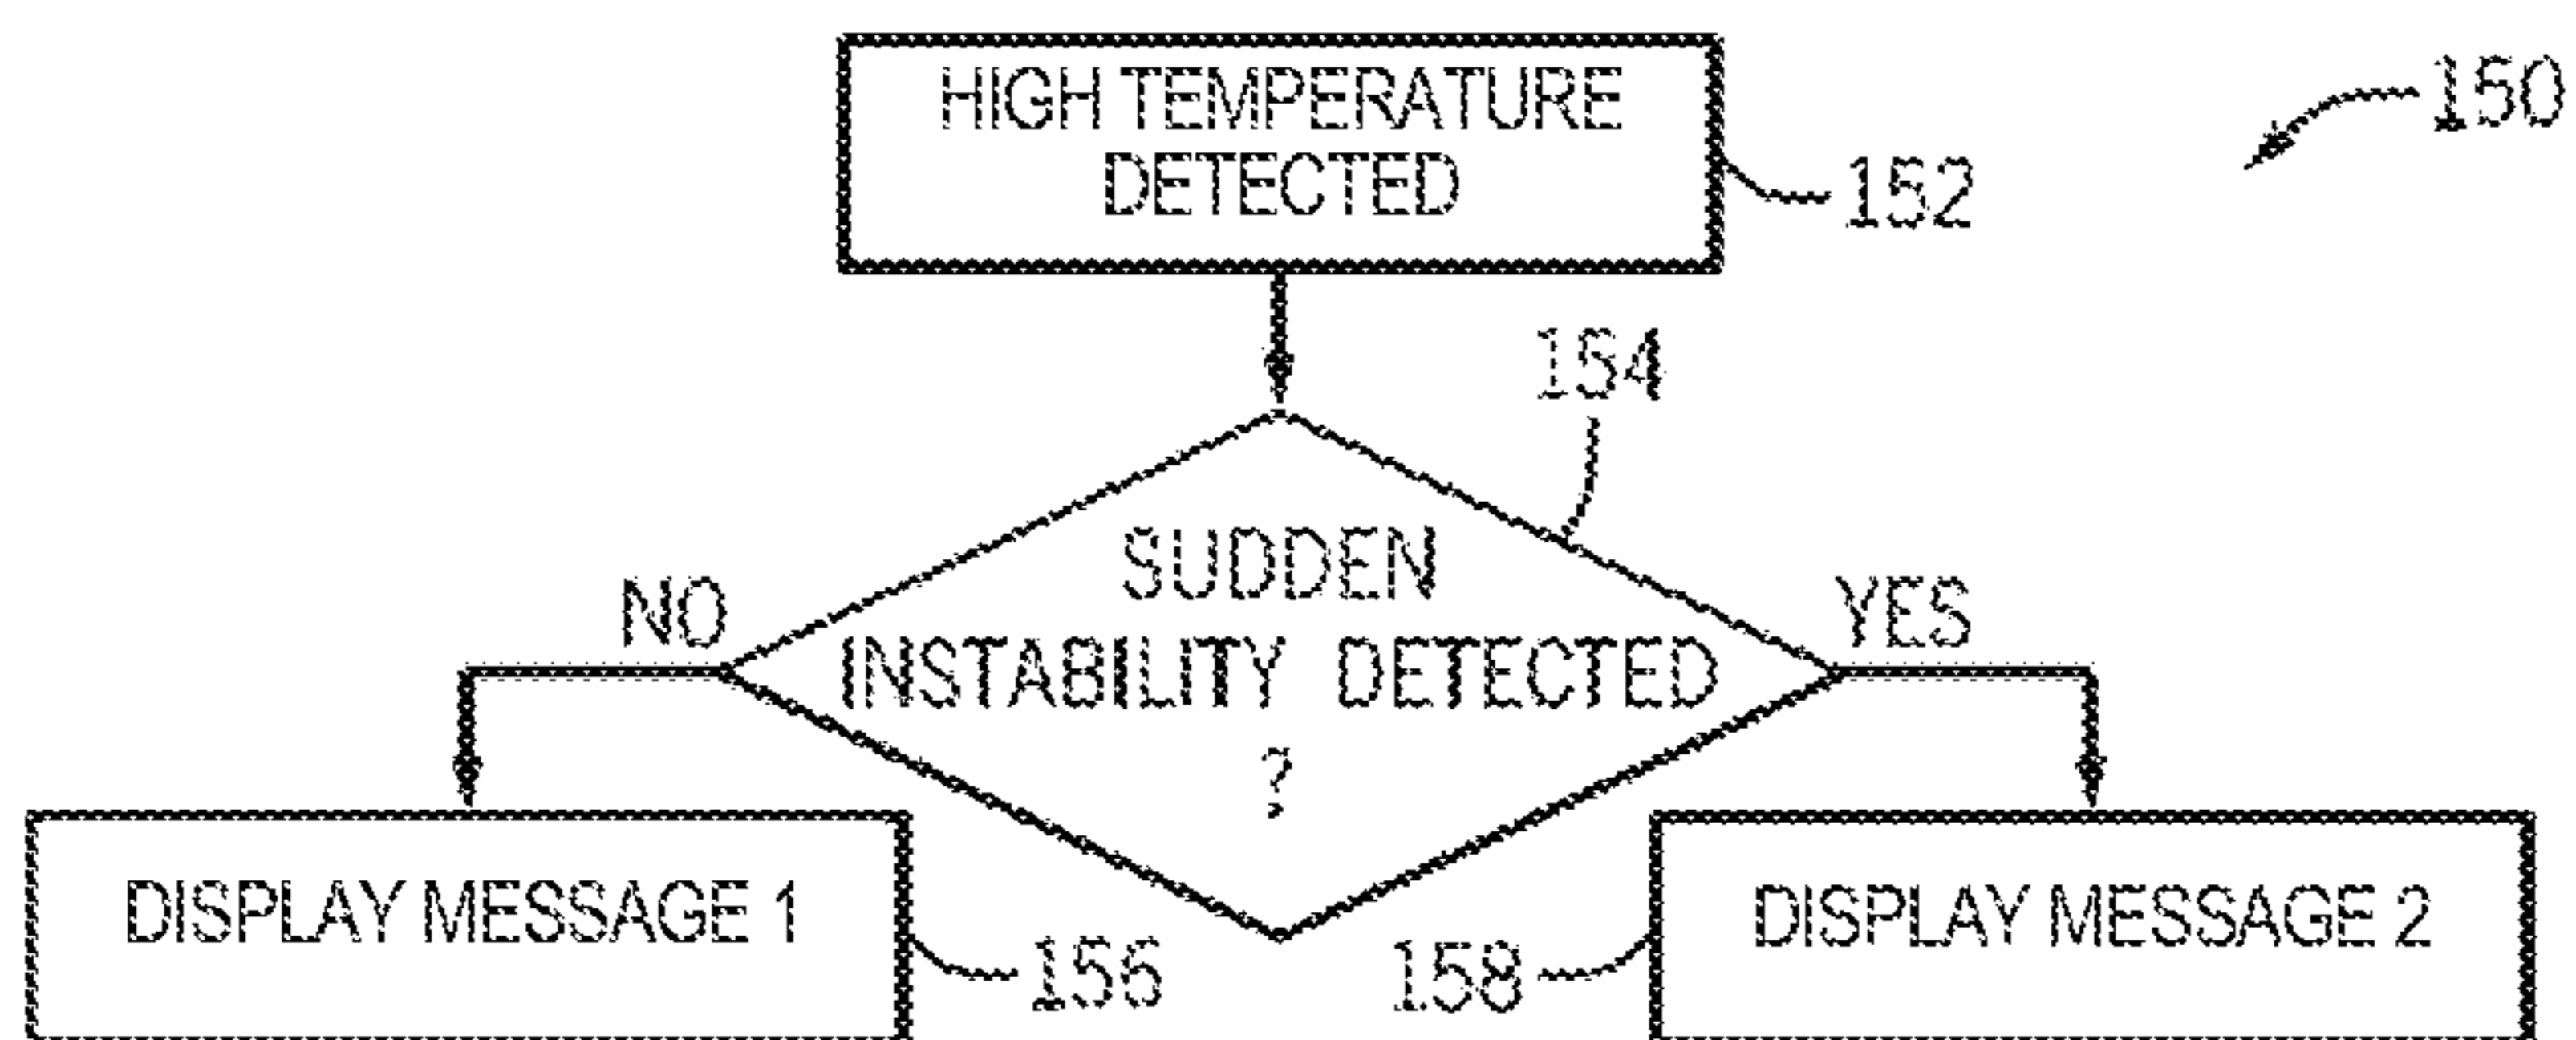 HIGH TEMPERATURE
DETECTED
150
152
154
SUDDEN
INSTABILITY DETECTED
?
NO
YES
DISPLAY MESSAGE 1
156
158
DISPLAY MESSAGE 2